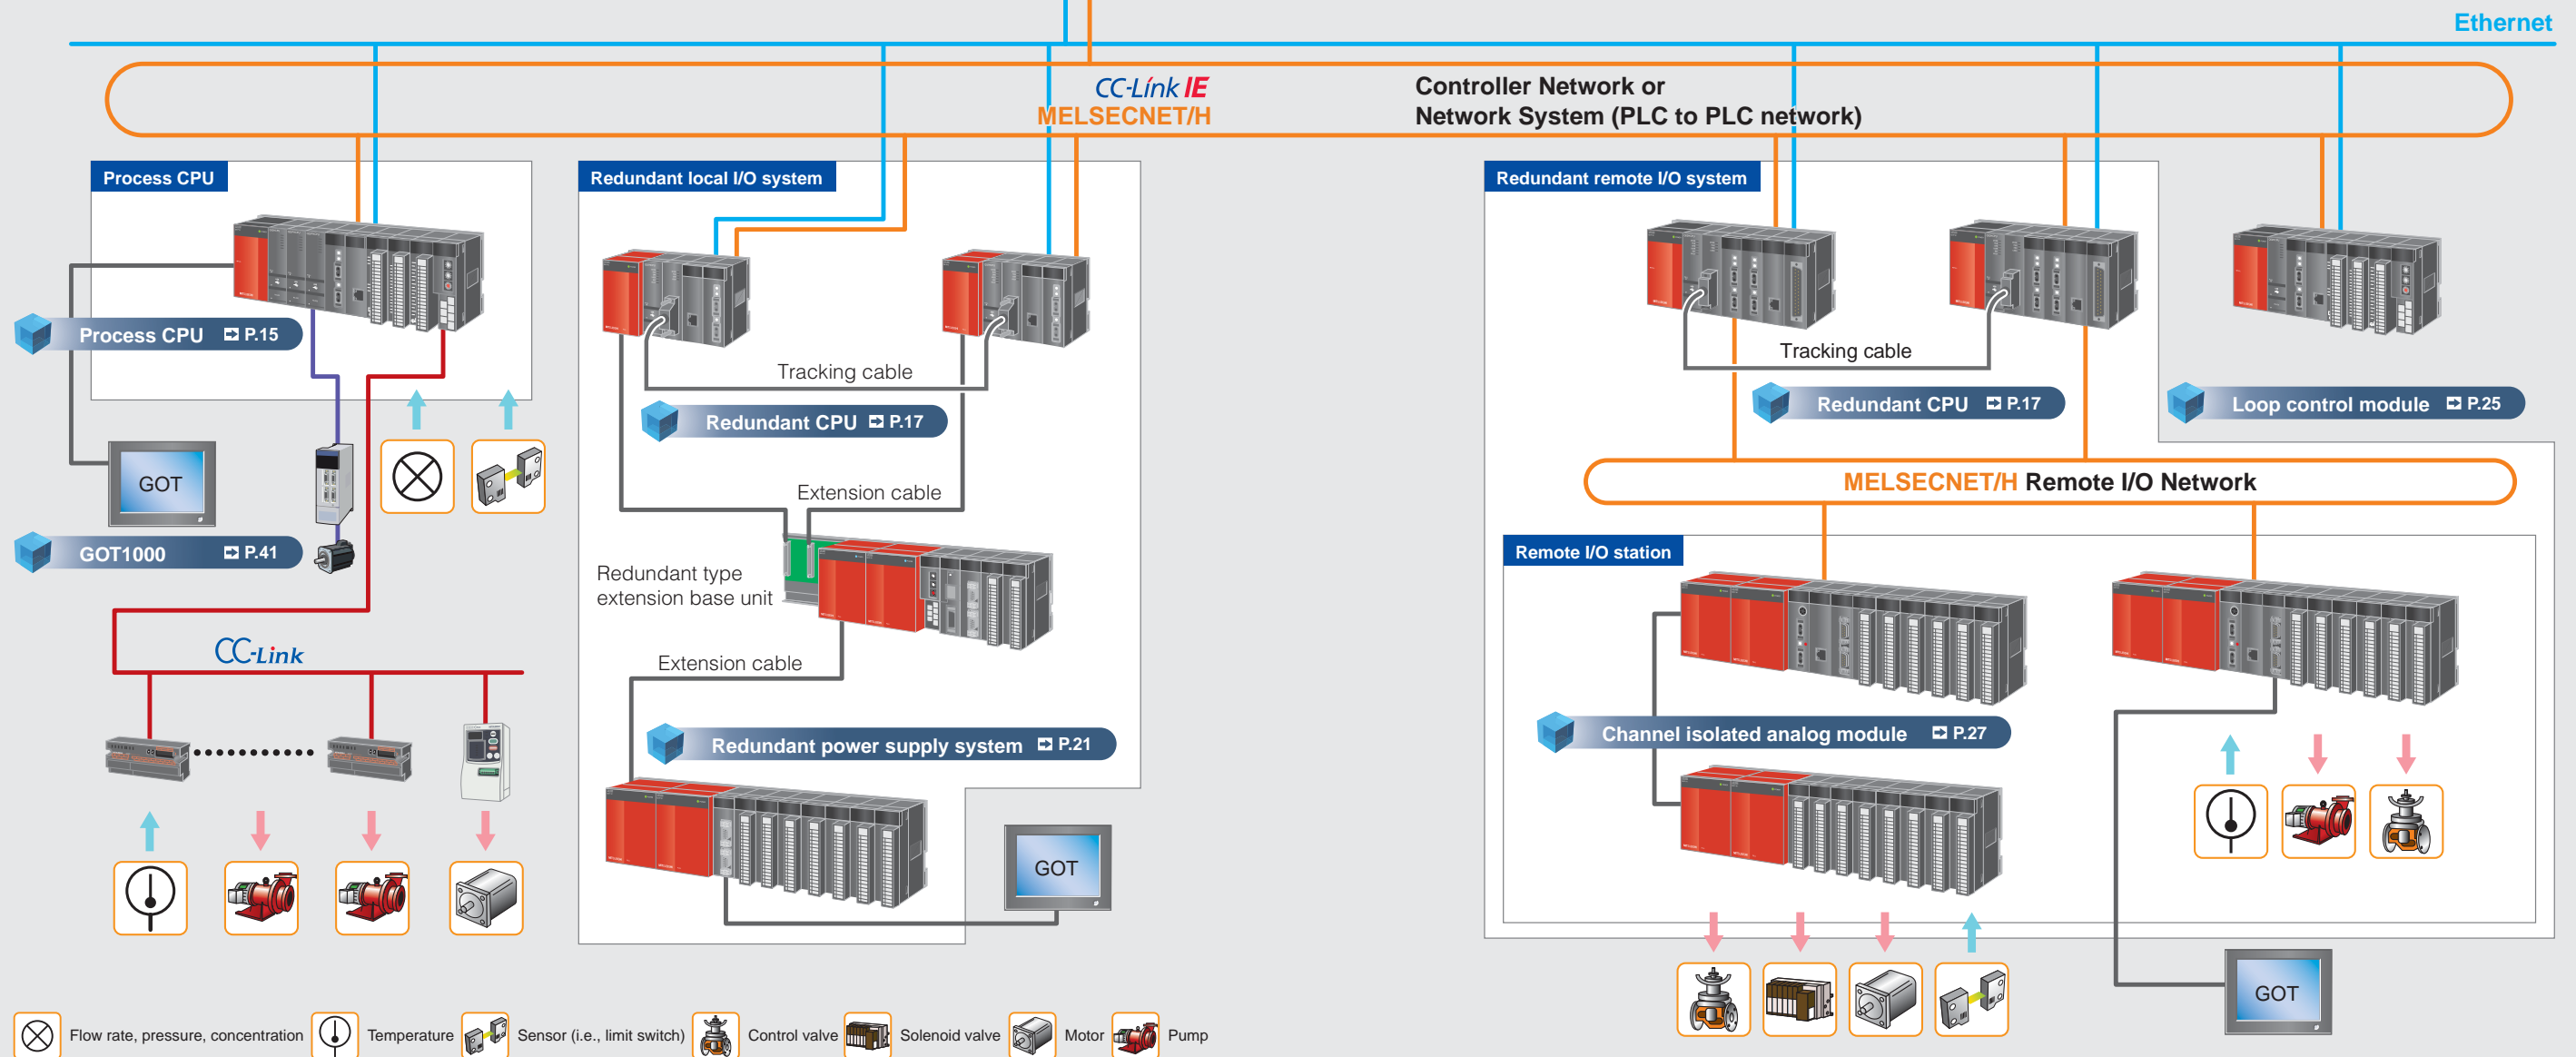 Ethernet
CC-Link IE
MELSECNET/H
Controller Network or
Network System (PLC to PLC network)
Process CPU
Process CPU P.15
GOT
GOT1000 P.41
CC-Link
Redundant local I/O system
Tracking cable
Redundant CPU P.17
Extension cable
Redundant type
extension base unit
Extension cable
Redundant power supply system P.21
GOT
Redundant remote I/O system
Tracking cable
Redundant CPU P.17
Loop control module P.25
MELSECNET/H Remote I/O Network
Remote I/O station
Channel isolated analog module P.27
GOT
Flow rate, pressure, concentration
Temperature
Sensor (i.e., limit switch)
Control valve
Solenoid valve
Motor
Pump